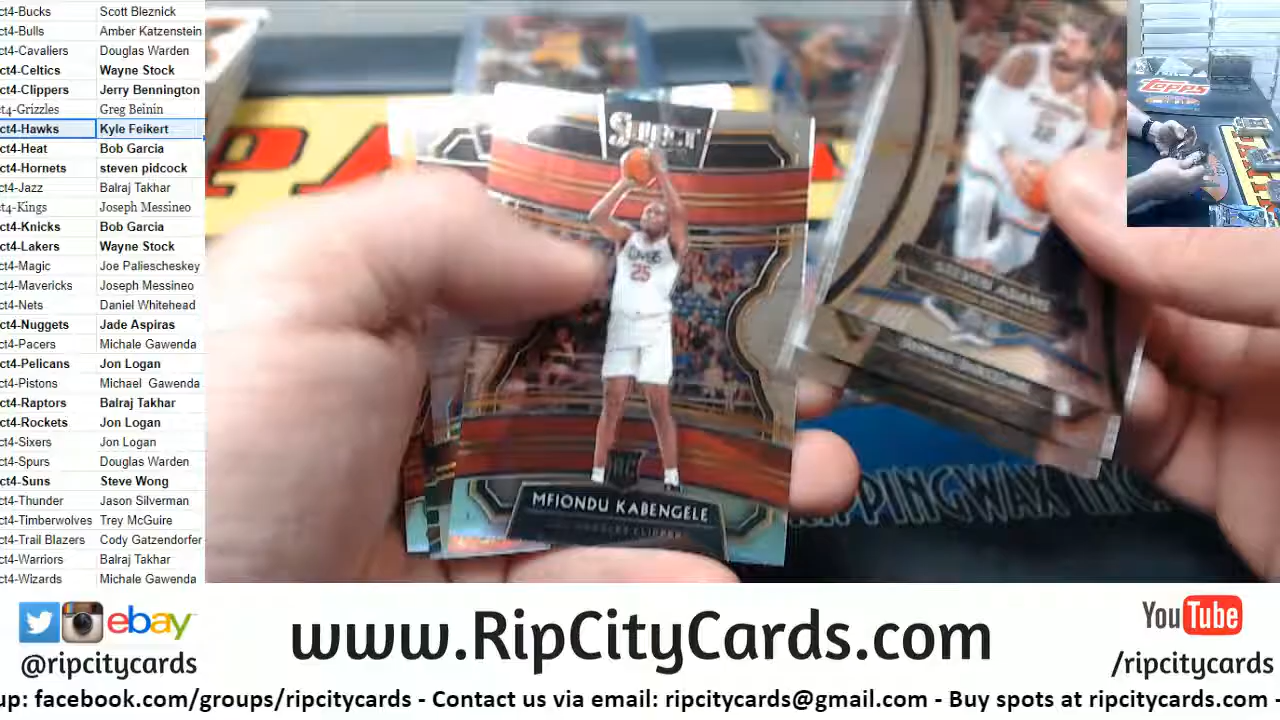 ct4-Bucks Scott Bleznick
ct4-Bulls Amber Katzenstein
ct4-Cavaliers Douglas Warden
ct4-Celtics Wayne Stock
ct4-Clippers Jerry Bennington
ct4-Grizzles Greg Beinin
ct4-Hawks Kyle Feikert
ct4-Heat Bob Garcia
ct4-Hornets steven pidcock
ct4-Jazz Balraj Takhar
ct4-Kings Joseph Messineo
ct4-Knicks Bob Garcia
ct4-Lakers Wayne Stock
ct4-Magic Joe Paliescheskey
ct4-Mavericks Joseph Messineo
ct4-Nets Daniel Whitehead
ct4-Nuggets Jade Aspiras
ct4-Pacers Michale Gawenda
ct4-Pelicans Jon Logan
ct4-Pistons Michael Gawenda
ct4-Raptors Balraj Takhar
ct4-Rockets Jon Logan
ct4-Sixers Jon Logan
ct4-Spurs Douglas Warden
ct4-Suns Steve Wong
ct4-Thunder Jason Silverman
ct4-Timberwolves Trey McGuire
ct4-Trail Blazers Cody Gatzendorfer
ct4-Warriors Balraj Takhar
ct4-Wizards Michale Gawenda
SELECT
25
RC
MFIONDU KABENGELE
STEVEN ADAMS
Topps
RIPPINGWAX INC.
ebay
@ripcitycards
www.RipCityCards.com
YouTube
/ripcitycards
up: facebook.com/groups/ripcitycards - Contact us via email: ripcitycards@gmail.com - Buy spots at ripcitycards.com -